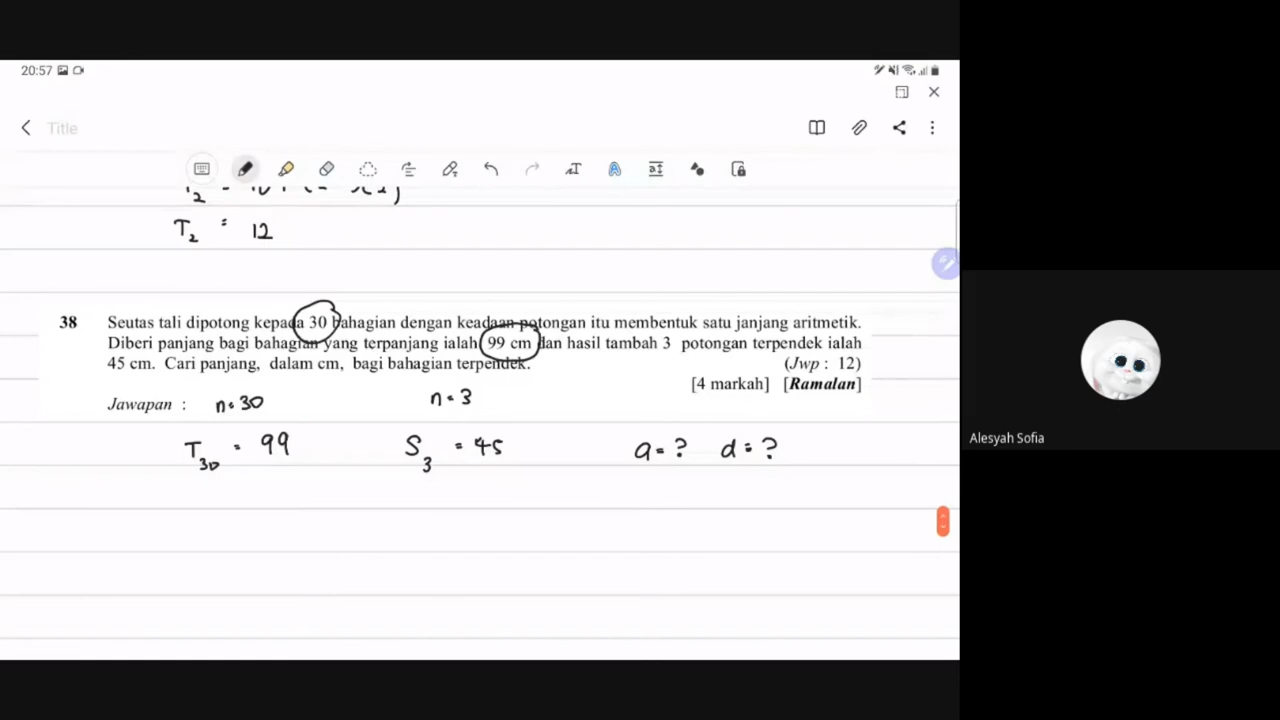 20:57
Title
T₂ = 12
38 Seutas tali dipotong kepada 30 bahagian dengan keadaan potongan itu membentuk satu janjang aritmetik.
Diberi panjang bagi bahagian yang terpanjang ialah 99 cm dan hasil tambah 3 potongan terpendek ialah
45 cm. Cari panjang, dalam cm, bagi bahagian terpendek. (Jwp : 12)
[4 markah] [Ramalan]
Jawapan : n = 30 n = 3
T₃₀ = 99 S₃ = 45 a = ? d = ?
Alesyah Sofia